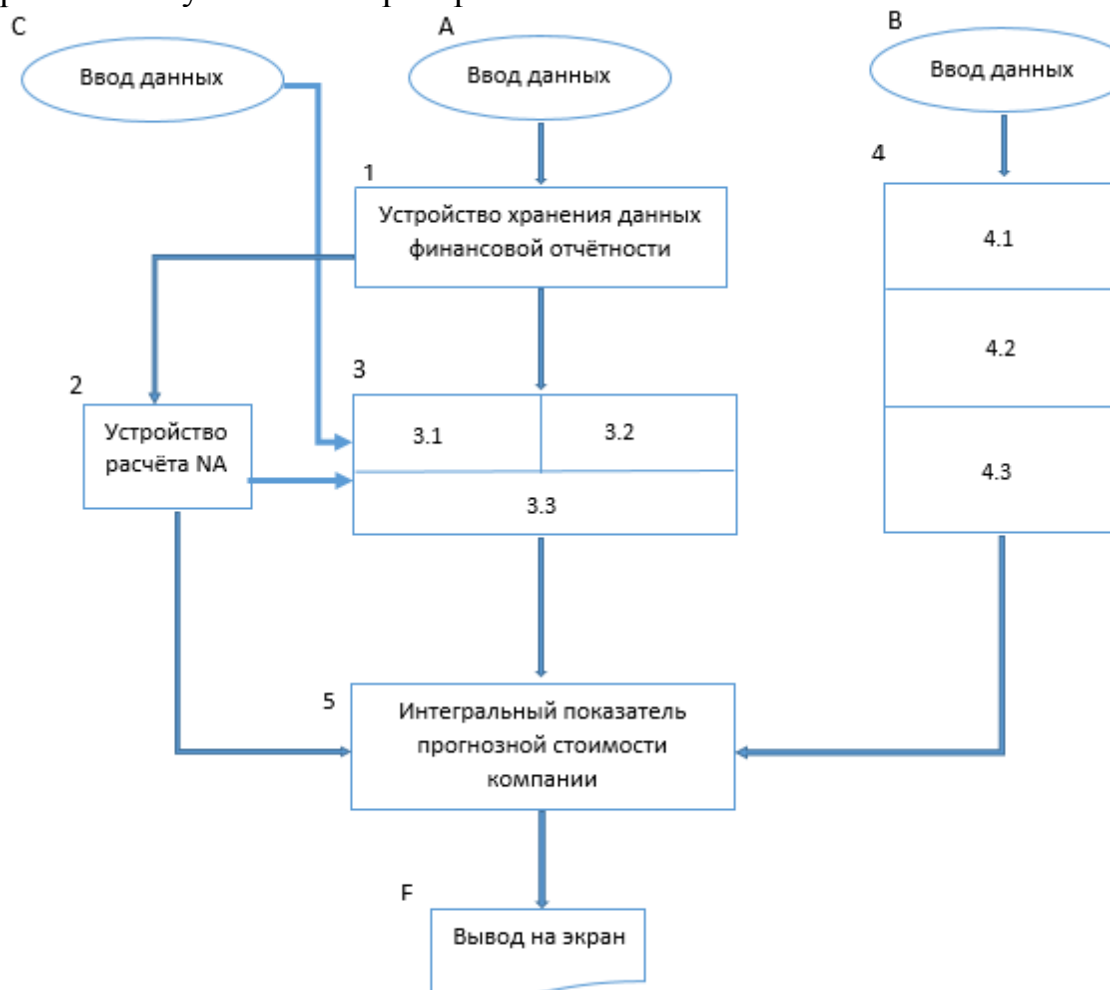 C
A
B
Ввод данных
Ввод данных
Ввод данных
1
4
Устройство хранения данных
финансовой отчётности
4.1
4.2
4.3
2
Устройство
расчёта NA
3
3.1
3.2
3.3
5
Интегральный показатель
прогнозной стоимости
компании
F
Вывод на экран